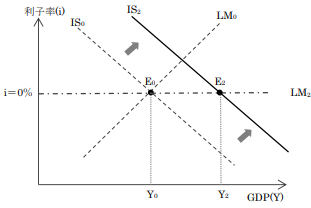 利子率(i)
IS₀
IS₂
LM₀
E₀
E₂
i＝0%
LM₂
Y₀
Y₂
GDP(Y)